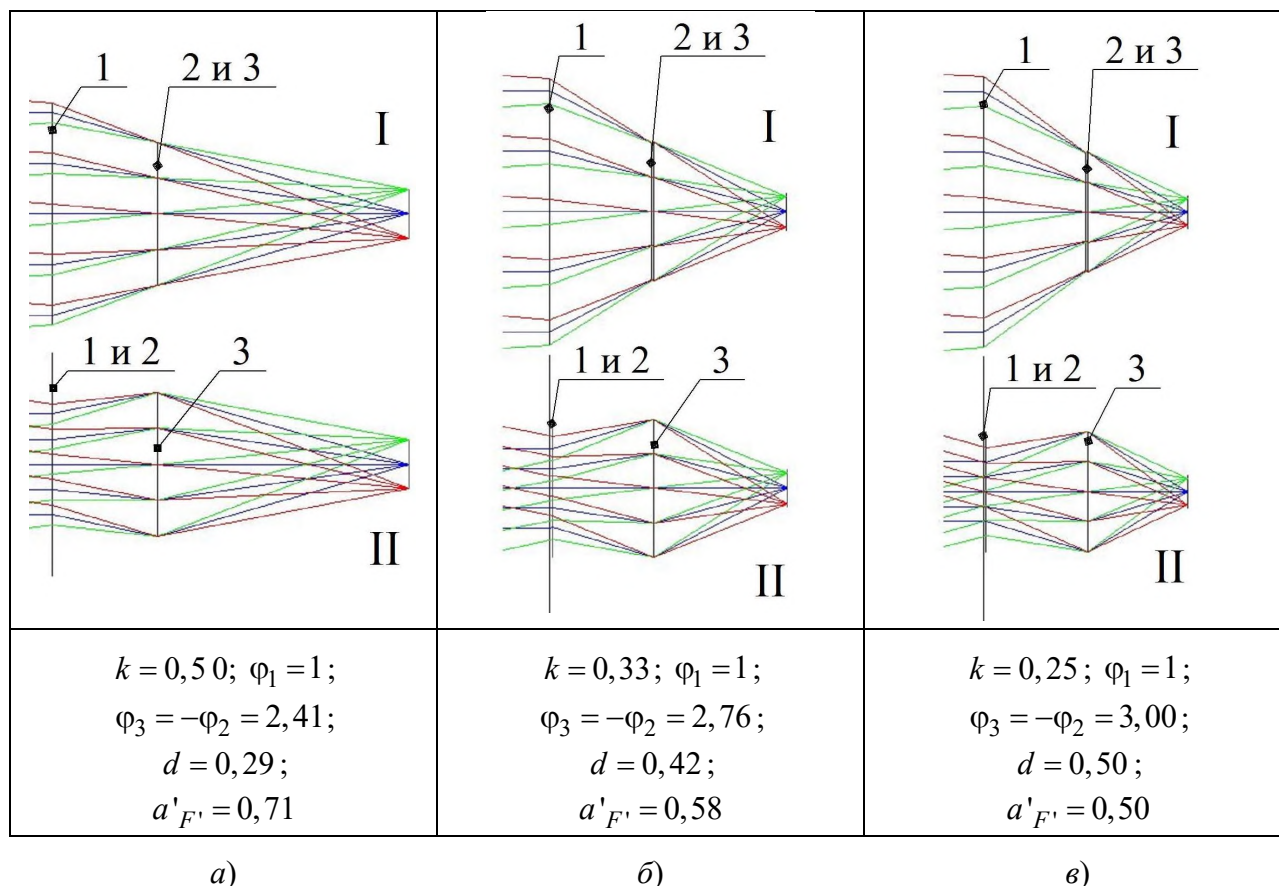 1
2 и 3
I
1 и 2
3
II
k = 0,50; φ₁ = 1;
φ₃ = −φ₂ = 2,41;
d = 0,29;
a'F' = 0,71
а)
1
2 и 3
I
1 и 2
3
II
k = 0,33; φ₁ = 1;
φ₃ = −φ₂ = 2,76;
d = 0,42;
a'F' = 0,58
б)
1
2 и 3
I
1 и 2
3
II
k = 0,25; φ₁ = 1;
φ₃ = −φ₂ = 3,00;
d = 0,50;
a'F' = 0,50
в)